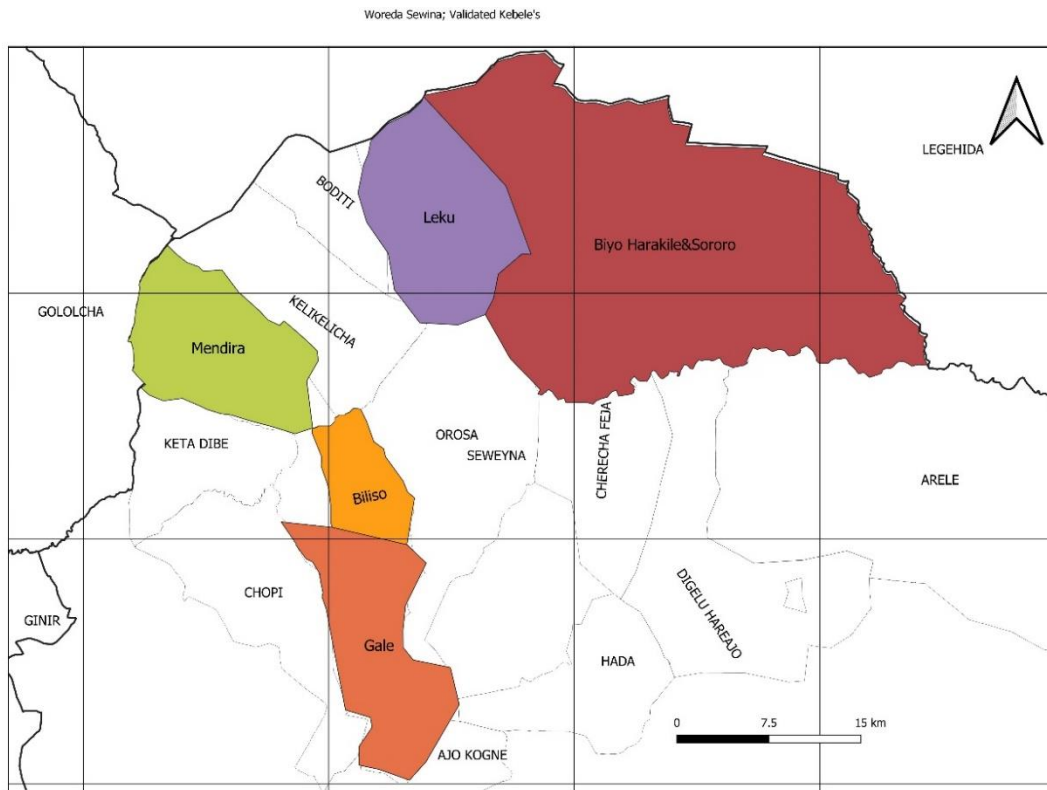 Woreda Sewina; Validated Kebele's
LEGEHIDA
BODITI
Leku
Biyo Harakile&Sororo
GOLOLCHA
KELIKELICHA
Mendira
CHERECHA FEJA
KETA DIBE
OROSA
SEWEYNA
ARELE
Biliso
CHOPI
DIGELU HAREAJO
GINIR
Gale
HADA
0 7.5 15 km
AJO KOGNE